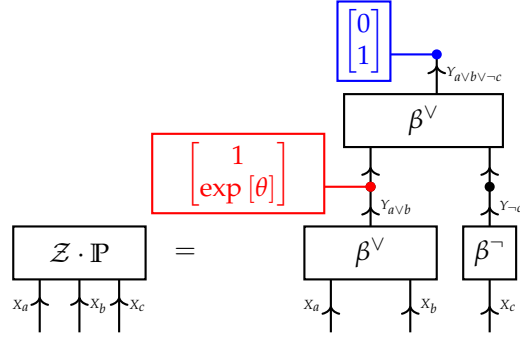 [0
1]
Y_{a∨b∨¬c}
β^∨
[1
exp [θ]]
Y_{a∨b}
Y_{¬c}
𝒵 · ℙ
=
β^∨
β^¬
X_a
X_b
X_c
X_a
X_b
X_c